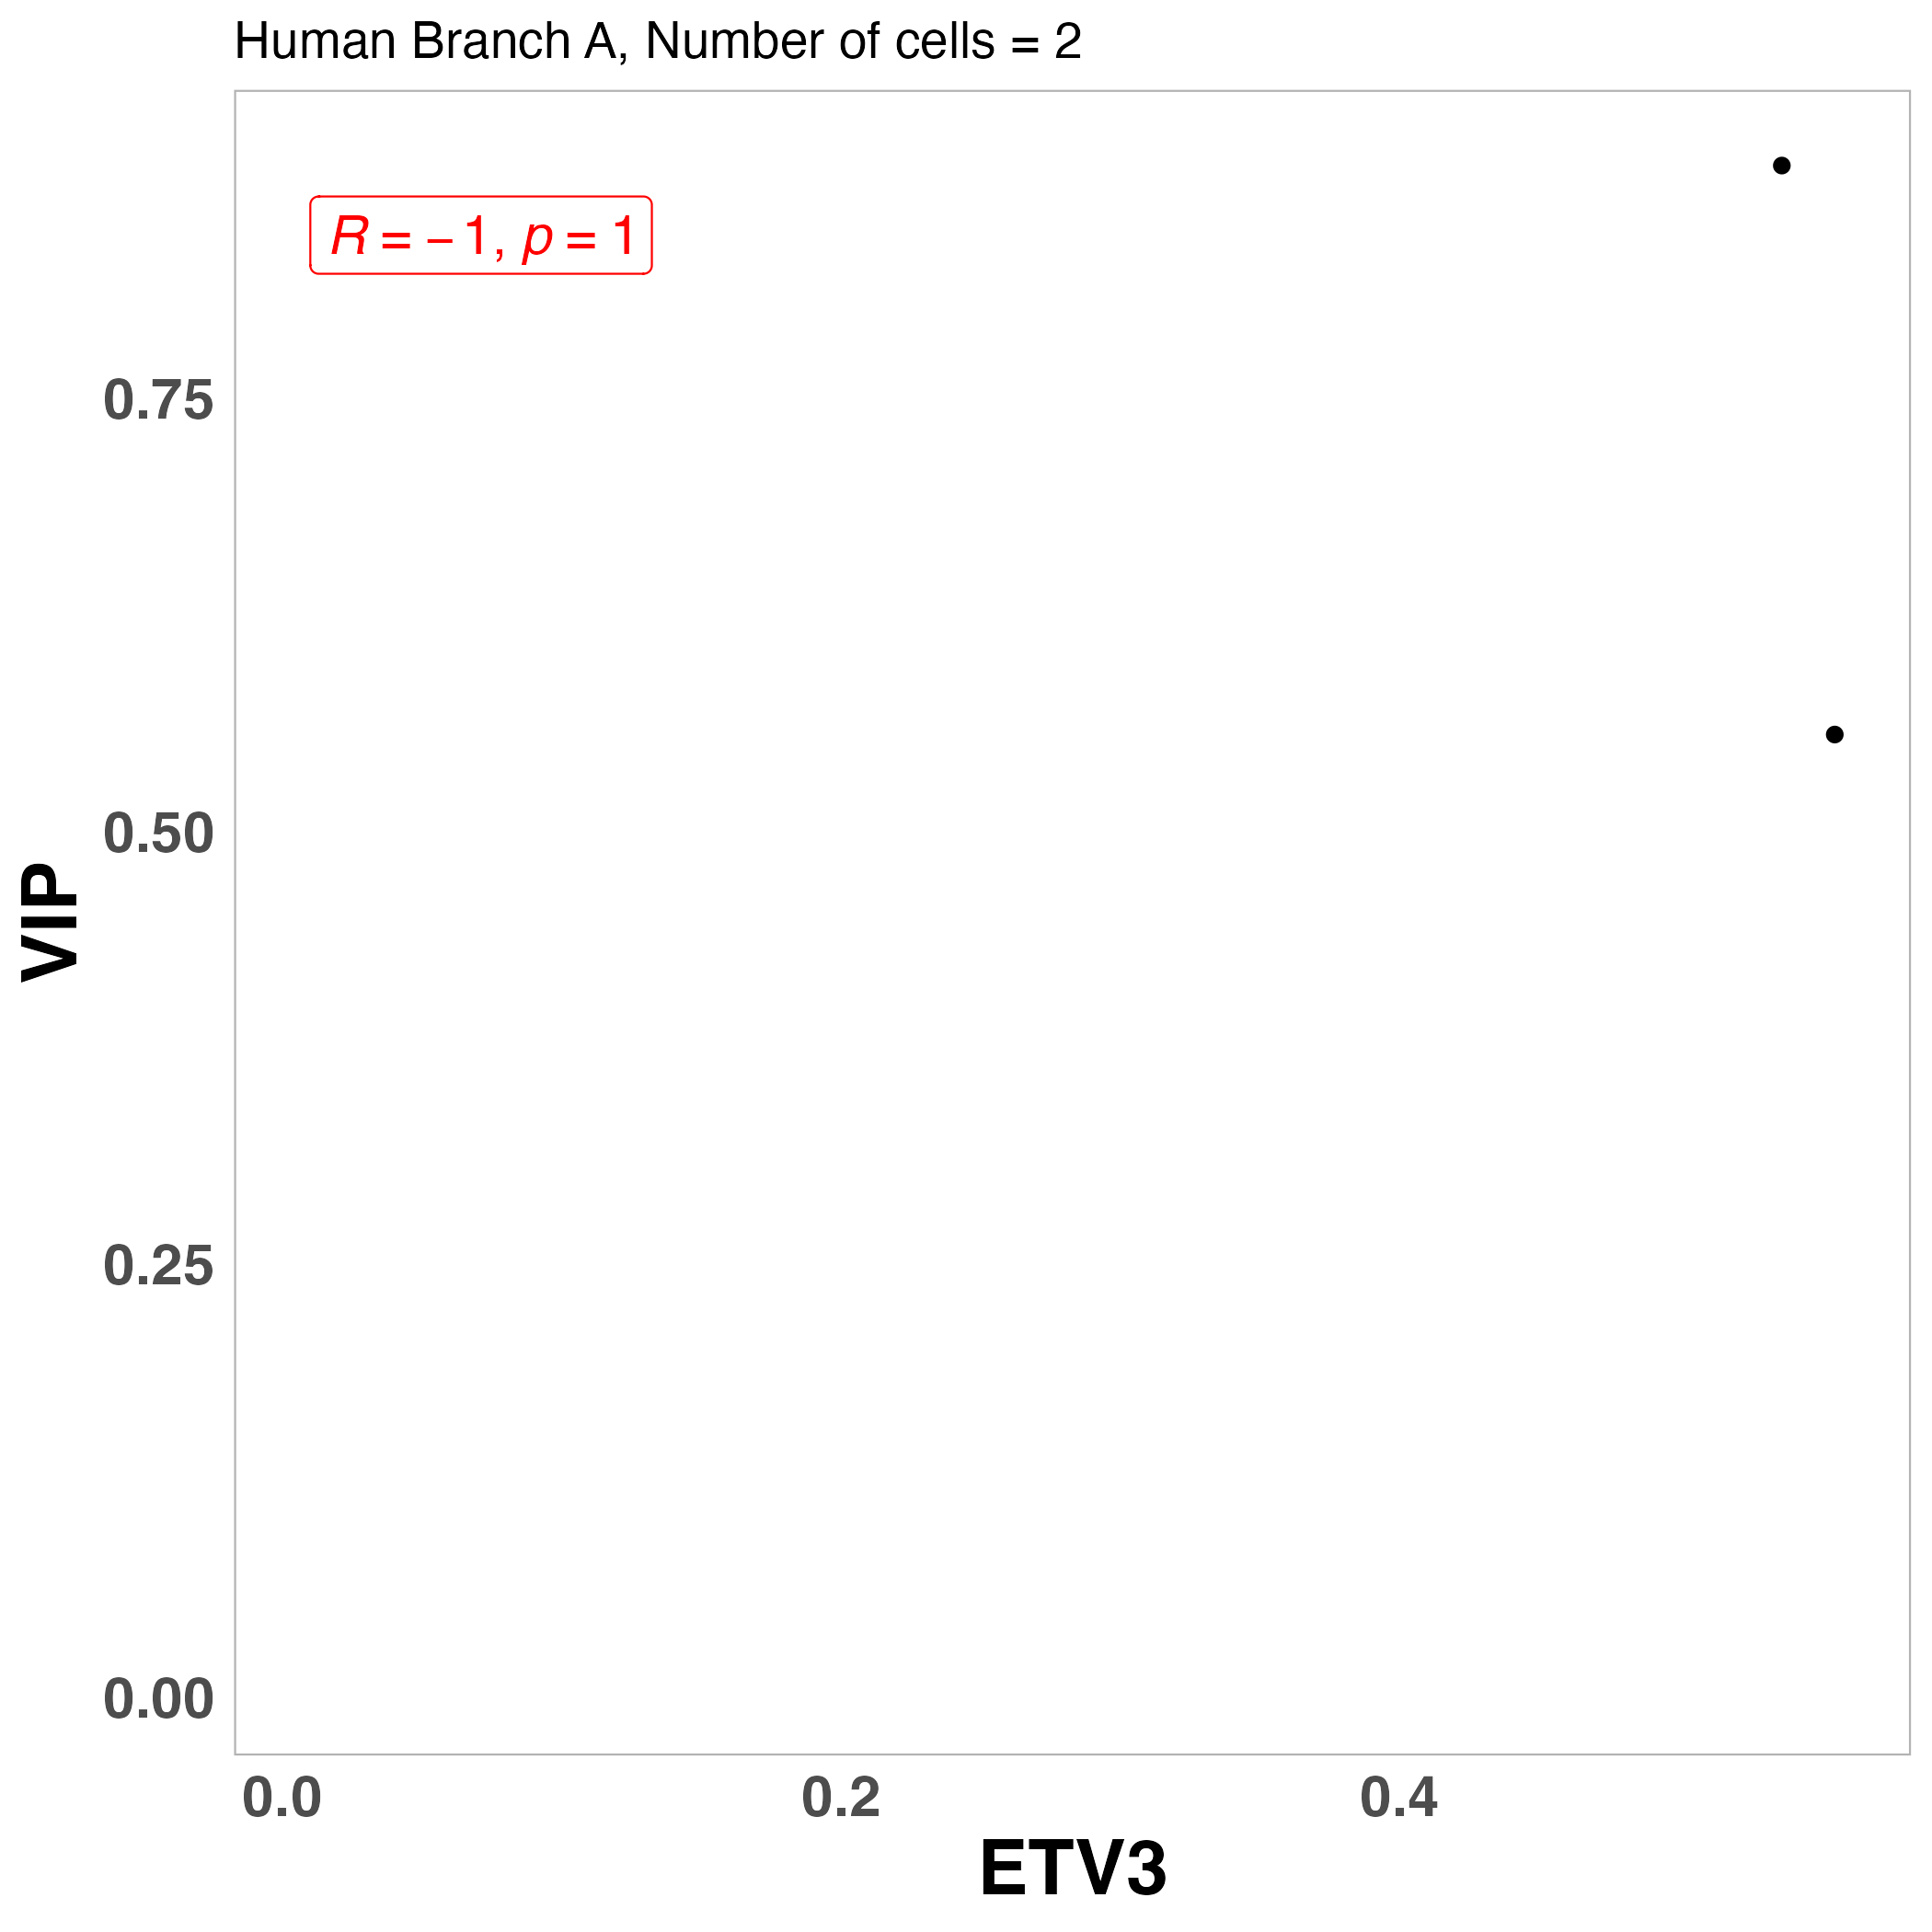 Human Branch A, Number of cells = 2
R = −1, p = 1
0.75
0.50
0.25
0.00
VIP
0.0 0.2 0.4
ETV3